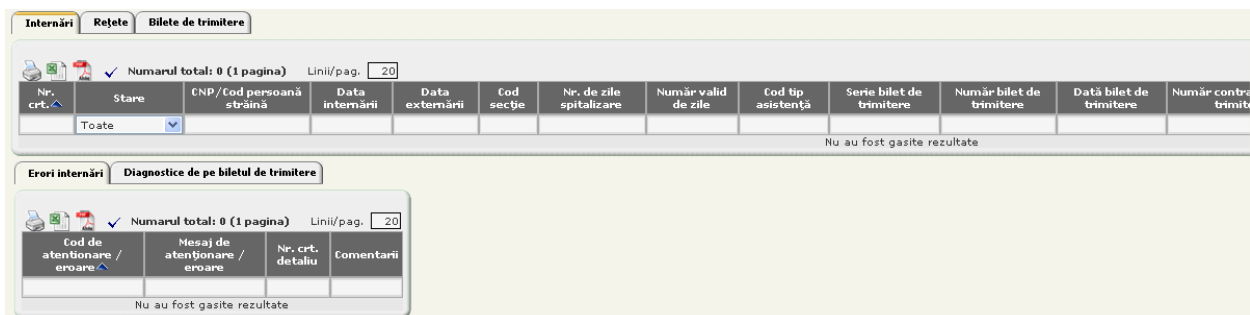 Internări Rețete Bilete de trimitere
Numarul total: 0 (1 pagina) Linii/pag. 20
Nr. crt. Stare CNP/Cod persoană străină Data internării Data externării Cod secție Nr. de zile spitalizare Număr valid de zile Cod tip asistență Serie bilet de trimitere Număr bilet de trimitere Dată bilet de trimitere Număr contra trimite
Toate
Nu au fost gasite rezultate
Erori internări Diagnostice de pe biletul de trimitere
Numarul total: 0 (1 pagina) Linii/pag. 20
Cod de atenționare / eroare Mesaj de atenționare / eroare Nr. crt. detaliu Comentarii
Nu au fost gasite rezultate